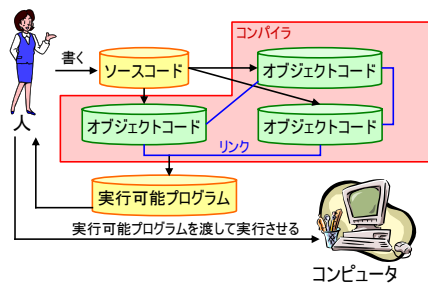 コンパイラ
書く
ソースコード
オブジェクトコード
人
オブジェクトコード
オブジェクトコード
リンク
実行可能プログラム
実行可能プログラムを渡して実行させる
コンピュータ